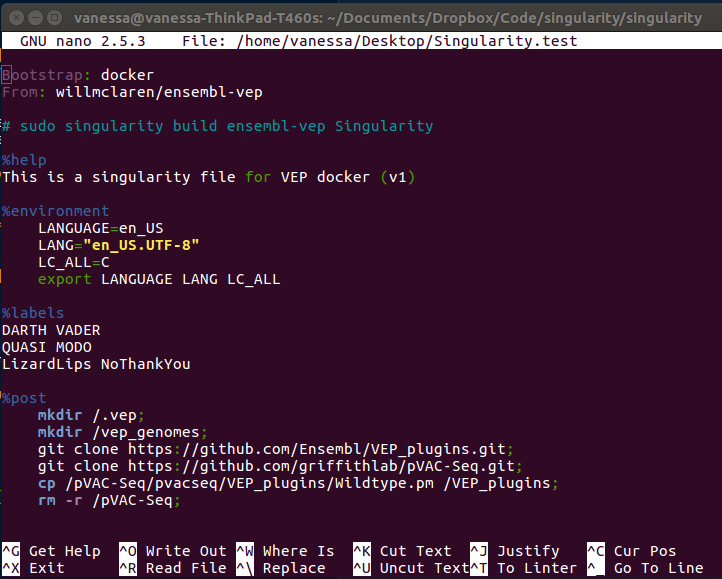 vanessa@vanessa-ThinkPad-T460s: ~/Documents/Dropbox/Code/singularity/singularity
GNU nano 2.5.3    File: /home/vanessa/Desktop/Singularity.test
Bootstrap: docker
From: willmclaren/ensembl-vep
# sudo singularity build ensembl-vep Singularity
%help
This is a singularity file for VEP docker (v1)
%environment
    LANGUAGE=en_US
    LANG="en_US.UTF-8"
    LC_ALL=C
    export LANGUAGE LANG LC_ALL
%labels
DARTH VADER
QUASI MODO
LizardLips NoThankYou
%post
    mkdir /.vep;
    mkdir /vep_genomes;
    git clone https://github.com/Ensembl/VEP_plugins.git;
    git clone https://github.com/griffithlab/pVAC-Seq.git;
    cp /pVAC-Seq/pvacseq/VEP_plugins/Wildtype.pm /VEP_plugins;
    rm -r /pVAC-Seq;
^G Get Help  ^O Write Out ^W Where Is  ^K Cut Text  ^J Justify   ^C Cur Pos
^X Exit      ^R Read File ^\ Replace   ^U Uncut Text^T To Linter ^_ Go To Line